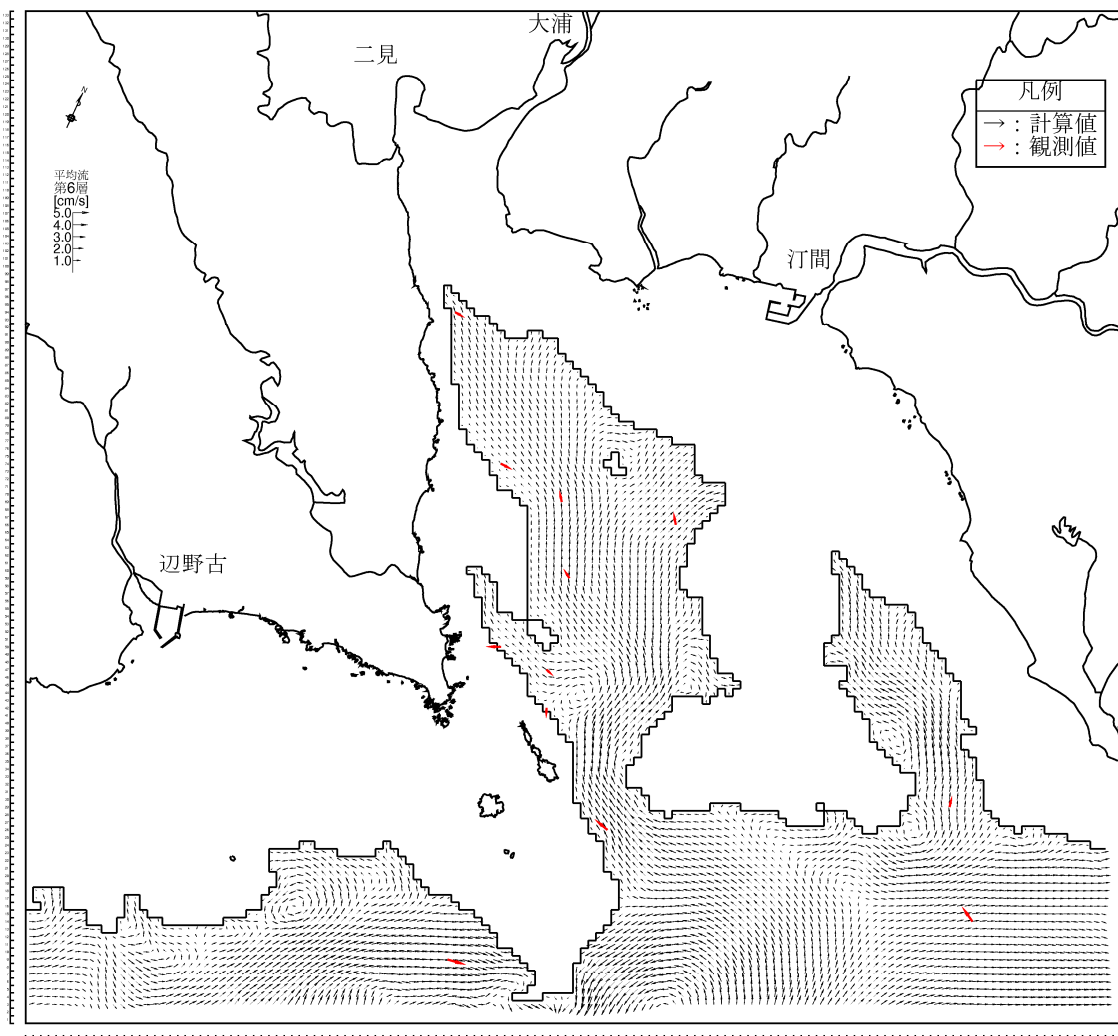 大浦
二見
凡例
→ : 計算値
→ : 観測値
N
平均流
第6層
[cm/s]
5.0
4.0
3.0
2.0
1.0
汀間
辺野古